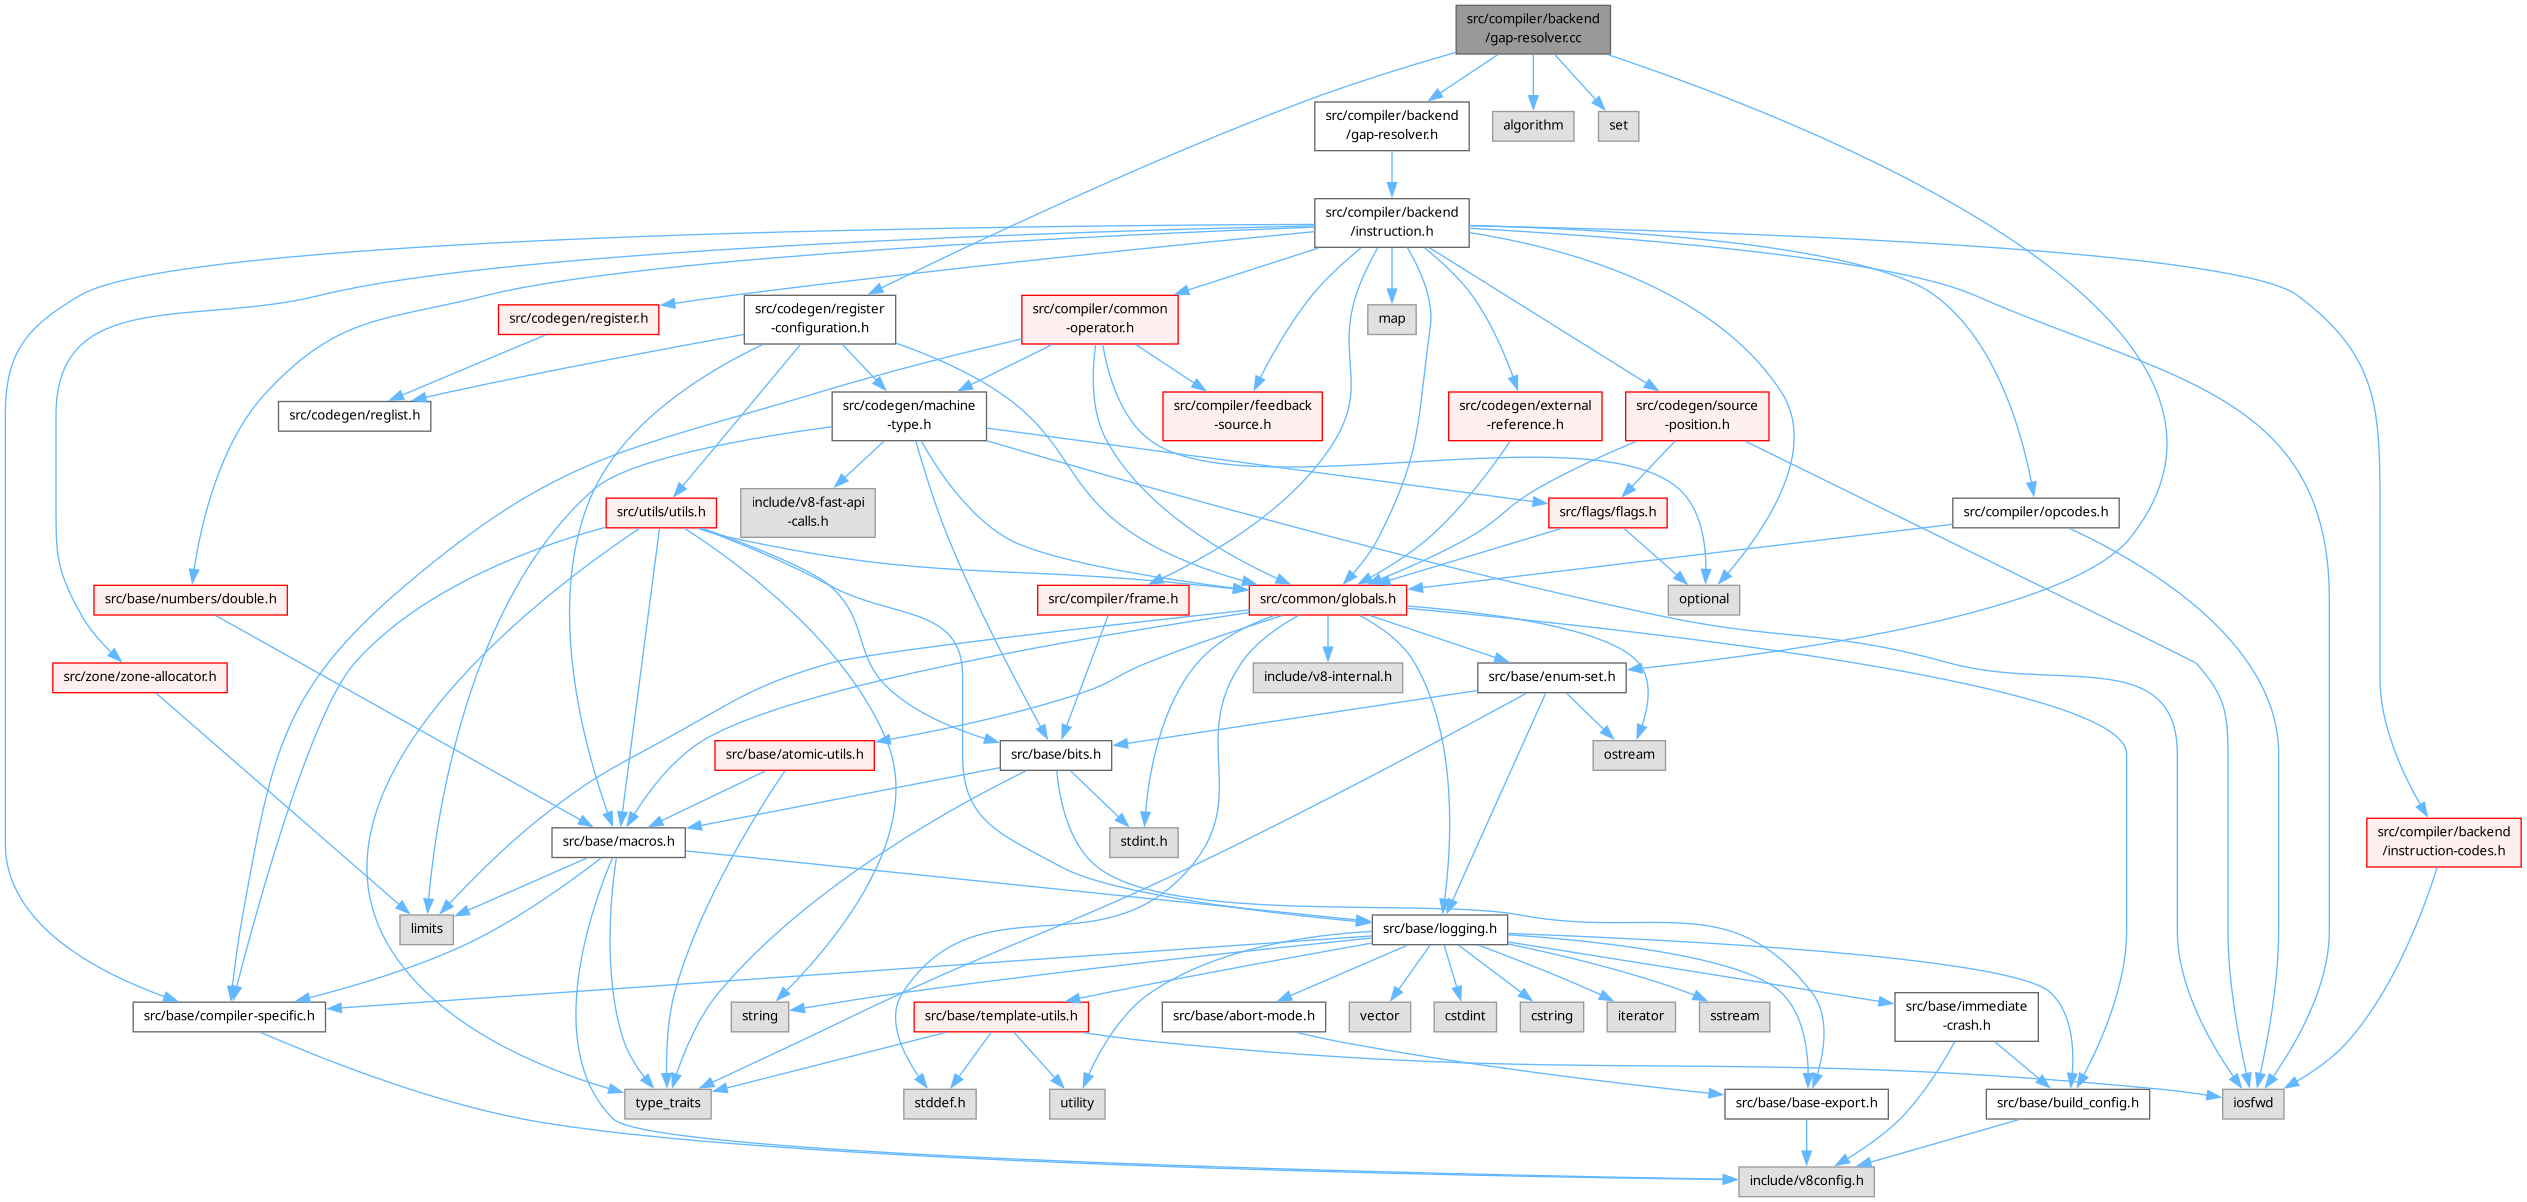 src/compiler/backend
/gap-resolver.cc
src/compiler/backend
/gap-resolver.h
algorithm
set
src/compiler/backend
/instruction.h
src/codegen/register.h
src/codegen/register
-configuration.h
src/compiler/common
-operator.h
map
src/codegen/reglist.h
src/codegen/machine
-type.h
src/compiler/feedback
-source.h
src/codegen/external
-reference.h
src/codegen/source
-position.h
src/utils/utils.h
include/v8-fast-api
-calls.h
src/flags/flags.h
src/compiler/opcodes.h
src/base/numbers/double.h
src/compiler/frame.h
src/common/globals.h
optional
src/zone/zone-allocator.h
include/v8-internal.h
src/base/enum-set.h
src/base/atomic-utils.h
src/base/bits.h
ostream
src/base/macros.h
stdint.h
src/compiler/backend
/instruction-codes.h
limits
src/base/logging.h
src/base/compiler-specific.h
string
src/base/template-utils.h
src/base/abort-mode.h
vector
cstdint
cstring
iterator
sstream
src/base/immediate
-crash.h
type_traits
stddef.h
utility
src/base/base-export.h
src/base/build_config.h
iosfwd
include/v8config.h